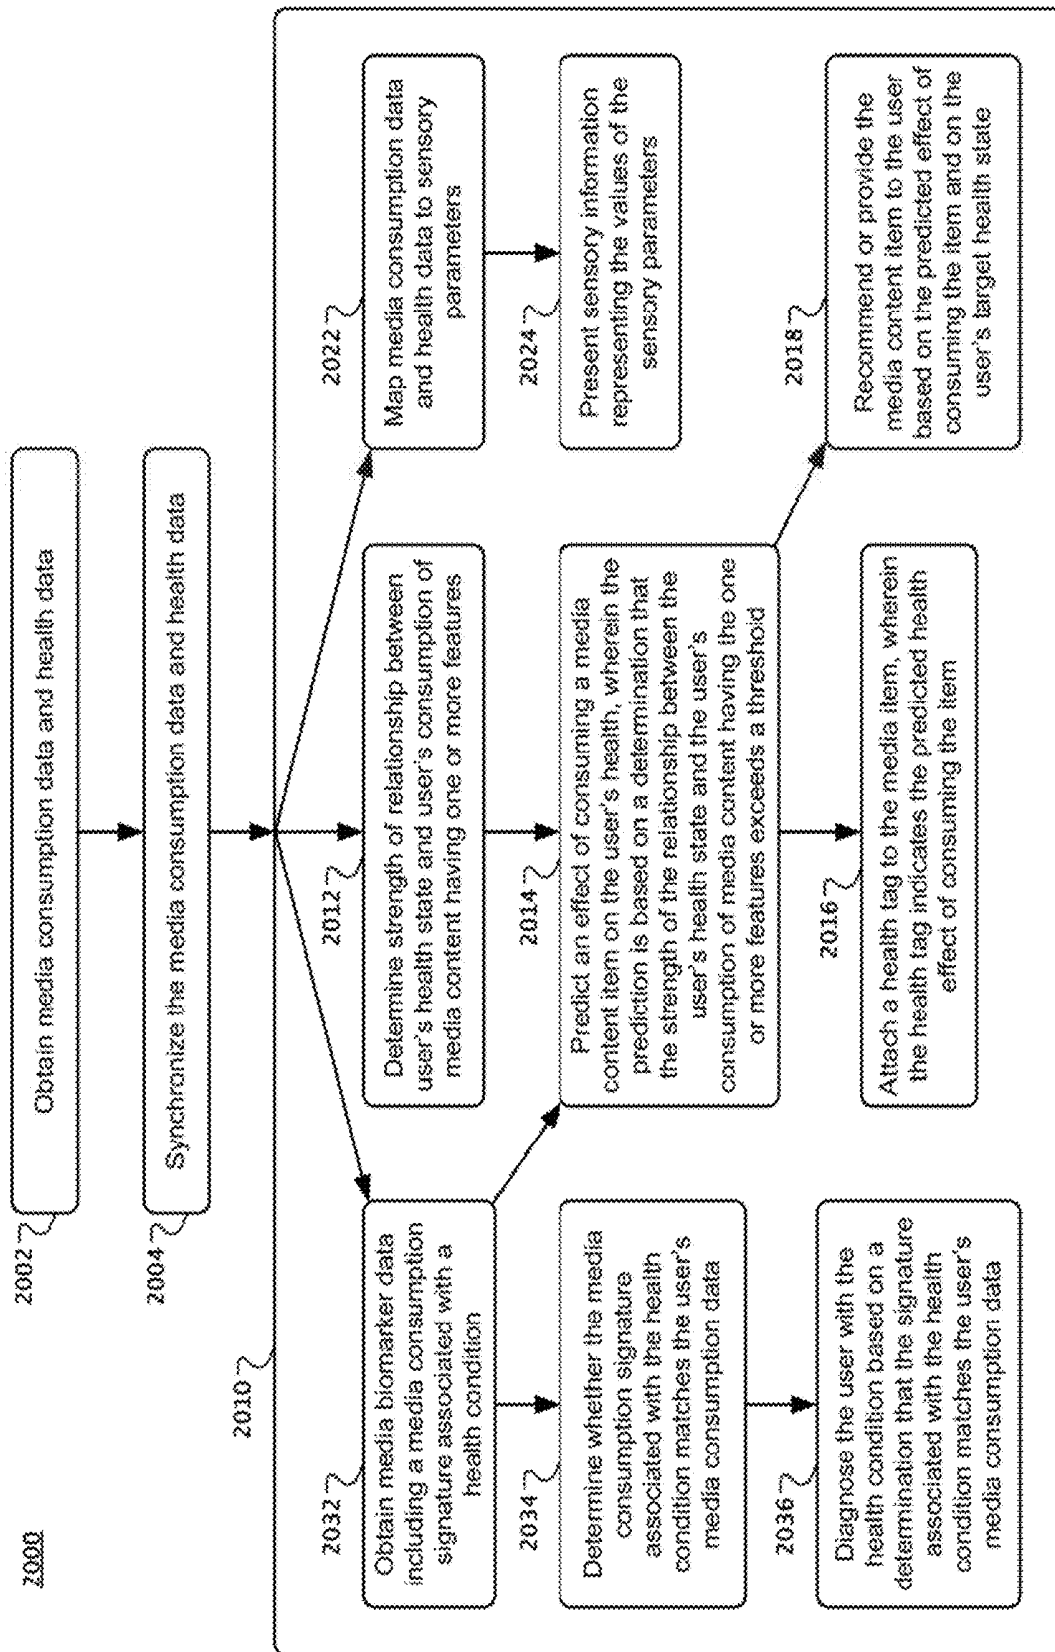 2000
2002
Obtain media consumption data and health data
2004
Synchronize the media consumption data and health data
2010
2032
Obtain media biomarker data
including a media consumption
signature associated with a
health condition
2034
Determine whether the media
consumption signature
associated with the health
condition matches the user's
media consumption data
2036
Diagnose the user with the
health condition based on a
determination that the signature
associated with the health
condition matches the user's
media consumption data
2012
Determine strength of relationship between
user's health state and user's consumption of
media content having one or more features
2014
Predict an effect of consuming a media
content item on the user's health, wherein the
prediction is based on a determination that
the strength of the relationship between the
user's health state and the user's
consumption of media content having the one
or more features exceeds a threshold
2016
Attach a health tag to the media item, wherein
the health tag indicates the predicted health
effect of consuming the item
2022
Map media consumption data
and health data to sensory
parameters
2024
Present sensory information
representing the values of the
sensory parameters
2018
Recommend or provide the
media content item to the user
based on the predicted effect of
consuming the item and on the
user's target health state